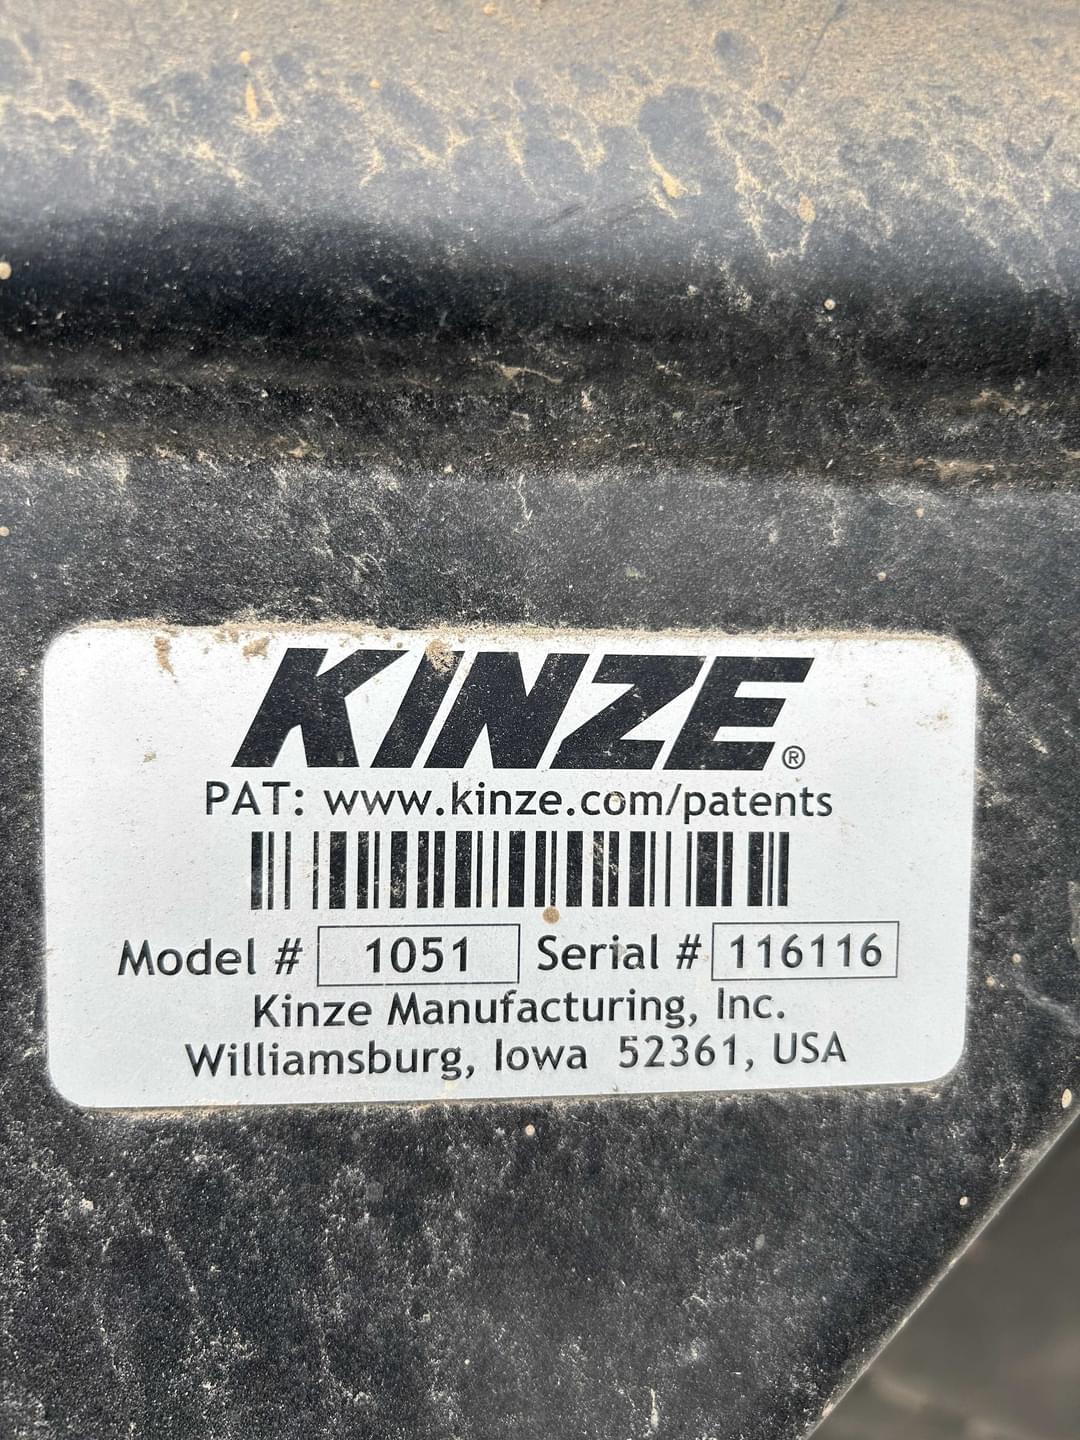 KINZE®
PAT: www.kinze.com/patents
Model # 1051 Serial # 116116
Kinze Manufacturing, Inc.
Williamsburg, Iowa 52361, USA